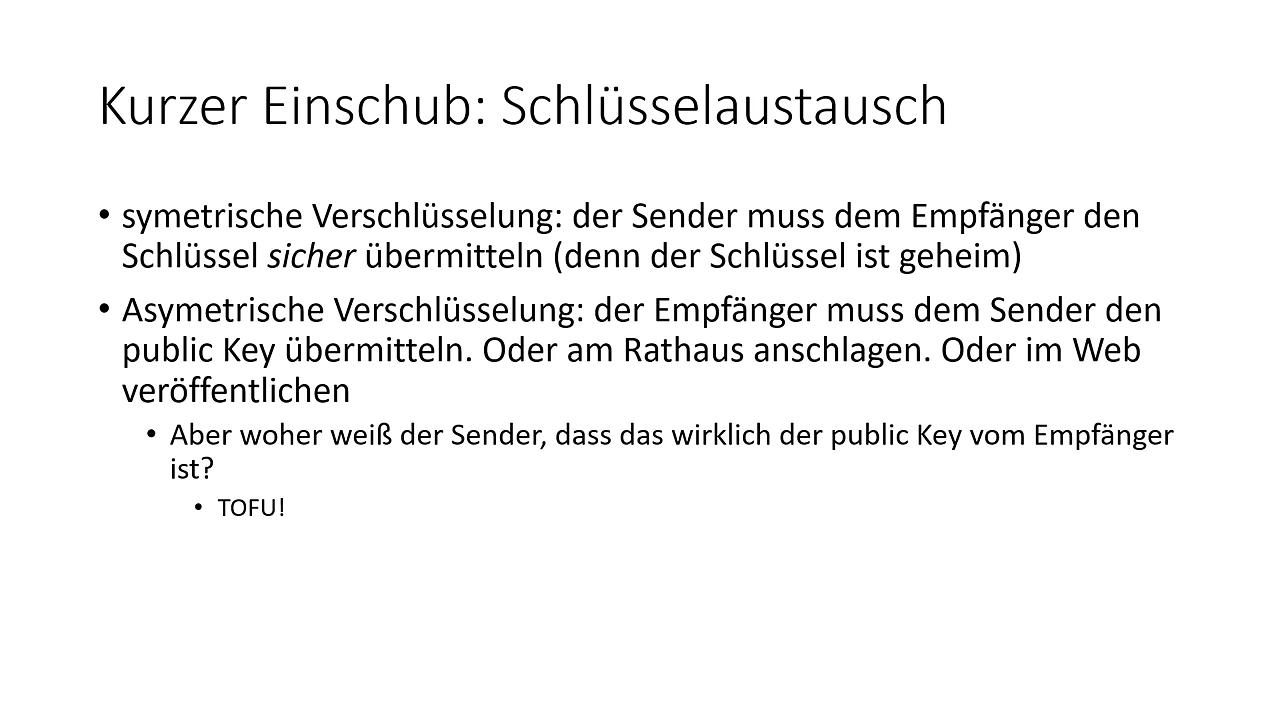 Kurzer Einschub: Schlüsselaustausch
• symetrische Verschlüsselung: der Sender muss dem Empfänger den
Schlüssel sicher übermitteln (denn der Schlüssel ist geheim)
• Asymetrische Verschlüsselung: der Empfänger muss dem Sender den
public Key übermitteln. Oder am Rathaus anschlagen. Oder im Web
veröffentlichen
• Aber woher weiß der Sender, dass das wirklich der public Key vom Empfänger
ist?
• TOFU!